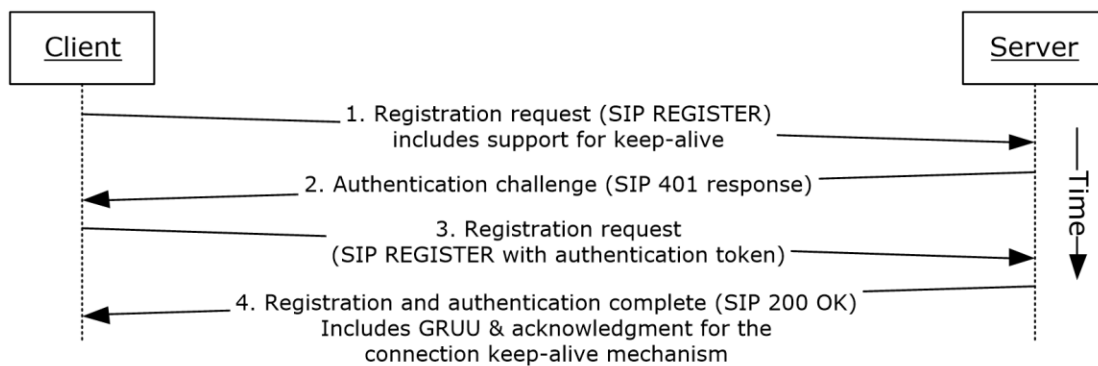 Client
Server
1. Registration request (SIP REGISTER)
includes support for keep-alive
2. Authentication challenge (SIP 401 response)
3. Registration request
(SIP REGISTER with authentication token)
4. Registration and authentication complete (SIP 200 OK)
Includes GRUU & acknowledgment for the
connection keep-alive mechanism
Time